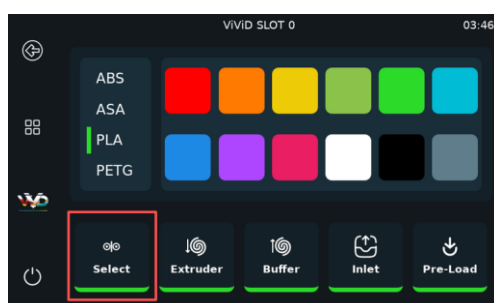 ViViD SLOT 0
03:46
ABS
ASA
PLA
PETG
Select
Extruder
Buffer
Inlet
Pre-Load